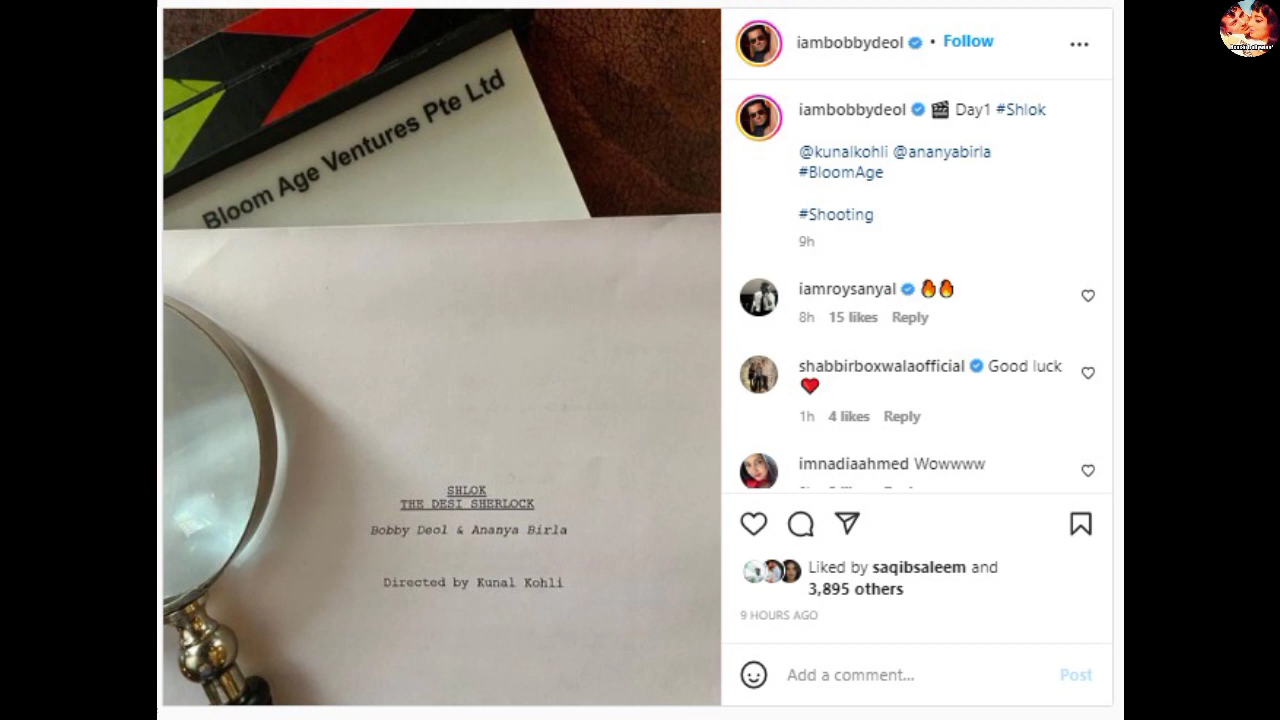 Bloom Age Ventures Pte Ltd
SHLOK
THE DESI SHERLOCK
Bobby Deol & Ananya Birla
Directed by Kunal Kohli
iambobbydeol • Follow
iambobbydeol 🎬 Day1 #Shlok
@kunalkohli @ananyabirla
#BloomAge
#Shooting
9h
iamroysanyal 🔥🔥
8h 15 likes Reply
shabbirboxwalaofficial Good luck
❤️
1h 4 likes Reply
imnadiaahmed Wowwww
Liked by saqibsaleem and
3,895 others
9 HOURS AGO
Add a comment... Post